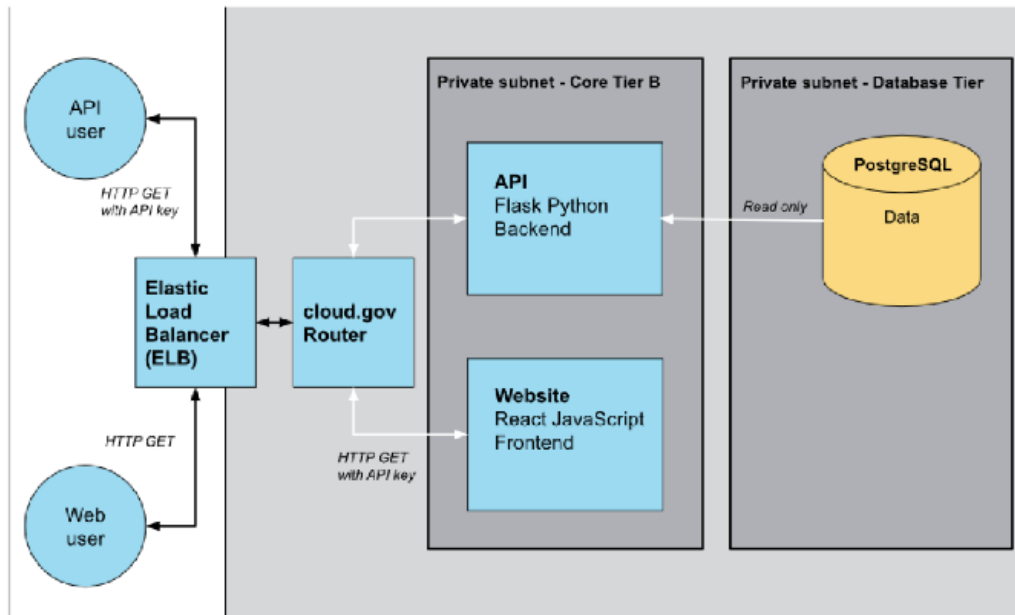 API
user
HTTP GET
with API key
Elastic
Load
Balancer
(ELB)
HTTP GET
Web
user
cloud.gov
Router
HTTP GET
with API key
Private subnet - Core Tier B
API
Flask Python
Backend
Website
React JavaScript
Frontend
Private subnet - Database Tier
Read only
PostgreSQL
Data